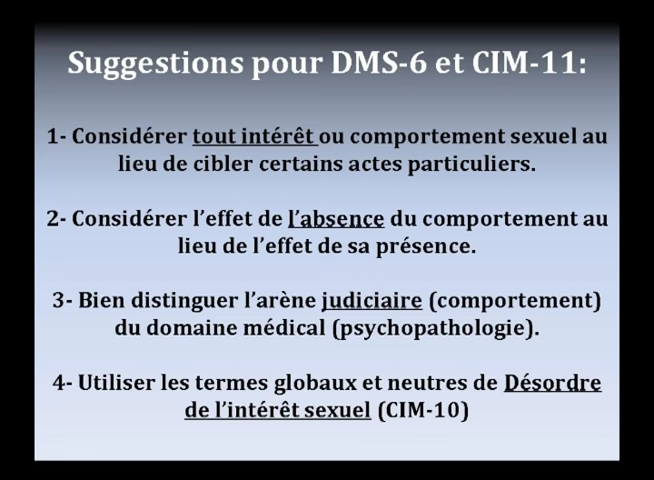 Suggestions pour DMS-6 et CIM-11:
1- Considérer tout intérêt ou comportement sexuel au
lieu de cibler certains actes particuliers.
2- Considérer l'effet de l'absence du comportement au
lieu de l'effet de sa présence.
3- Bien distinguer l'arène judiciaire (comportement)
du domaine médical (psychopathologie).
4- Utiliser les termes globaux et neutres de Désordre
de l'intérêt sexuel (CIM-10)